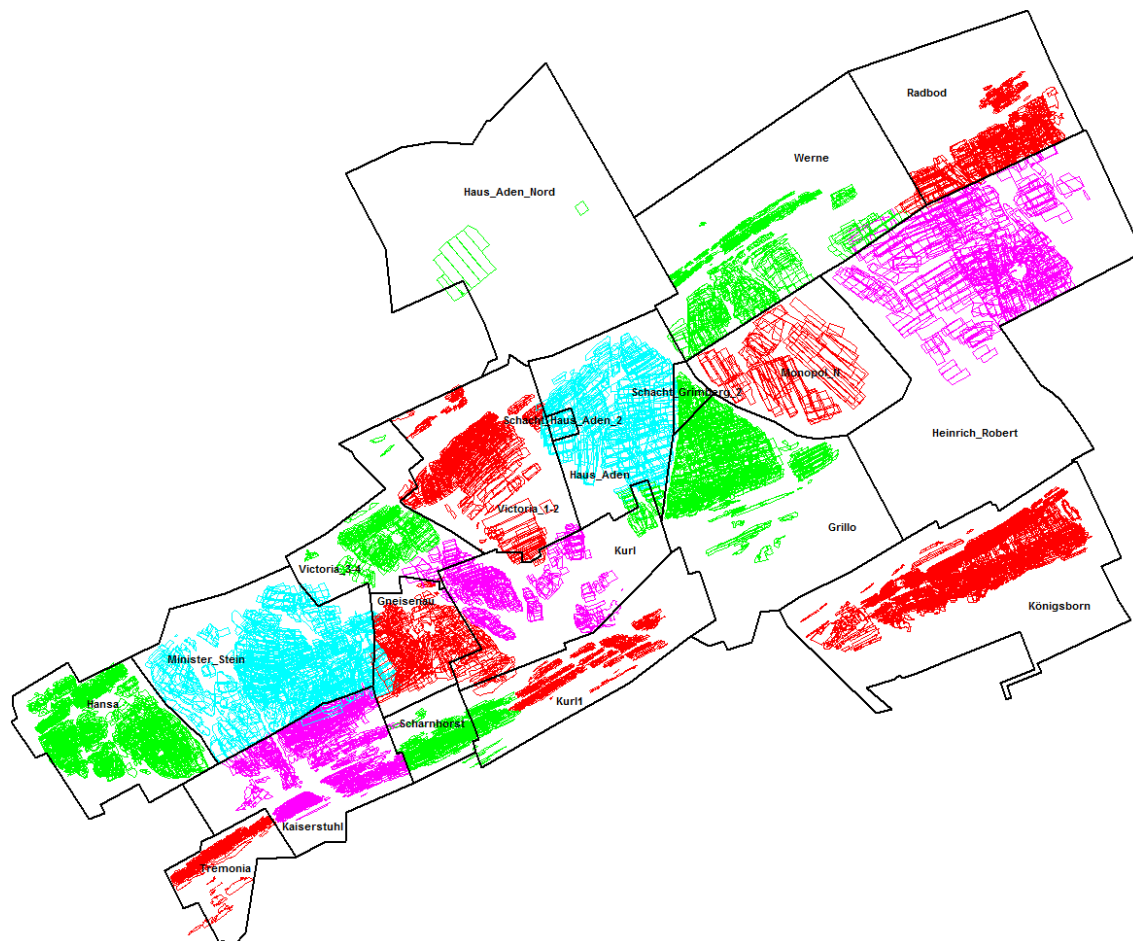 Radbod
Werne
Haus_Aden_Nord
Monopol_N
Schacht_Grimberg_2
Schacht_Haus_Aden_2
Heinrich_Robert
Haus_Aden
Victoria_1-2
Grillo
Kurl
Victoria_3-4
Gneisenau
Königsborn
Minister_Stein
Hansa
Kurl1
Scharnhorst
Kaiserstuhl
Tremonia